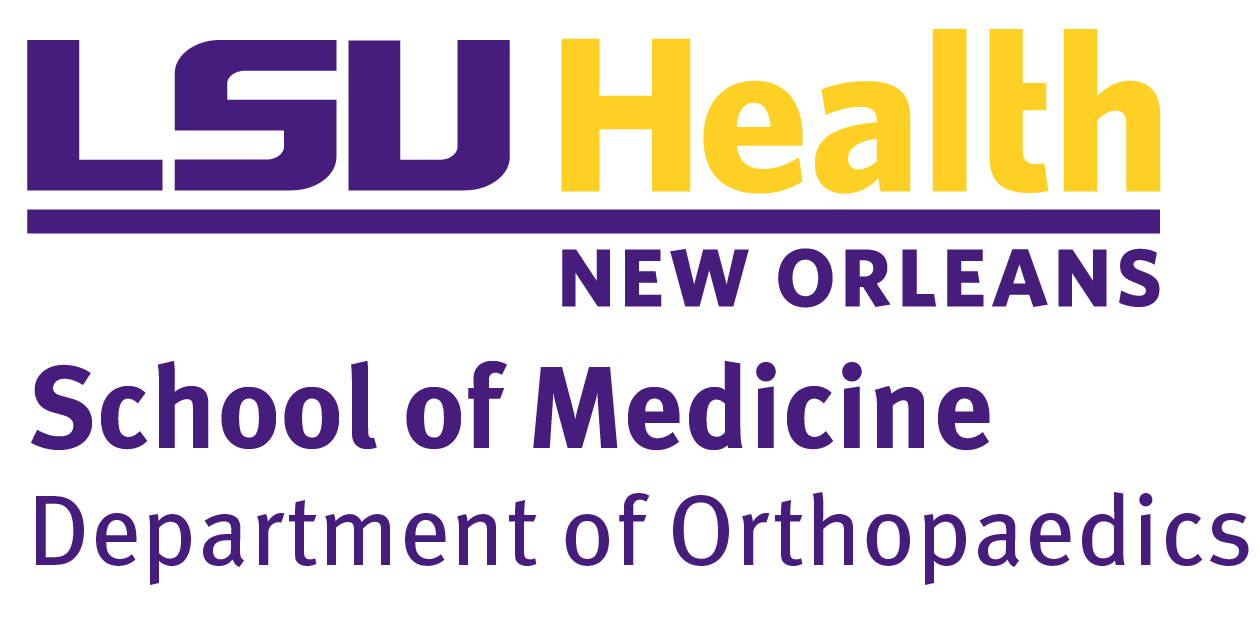 LSU Health
NEW ORLEANS
School of Medicine
Department of Orthopaedics